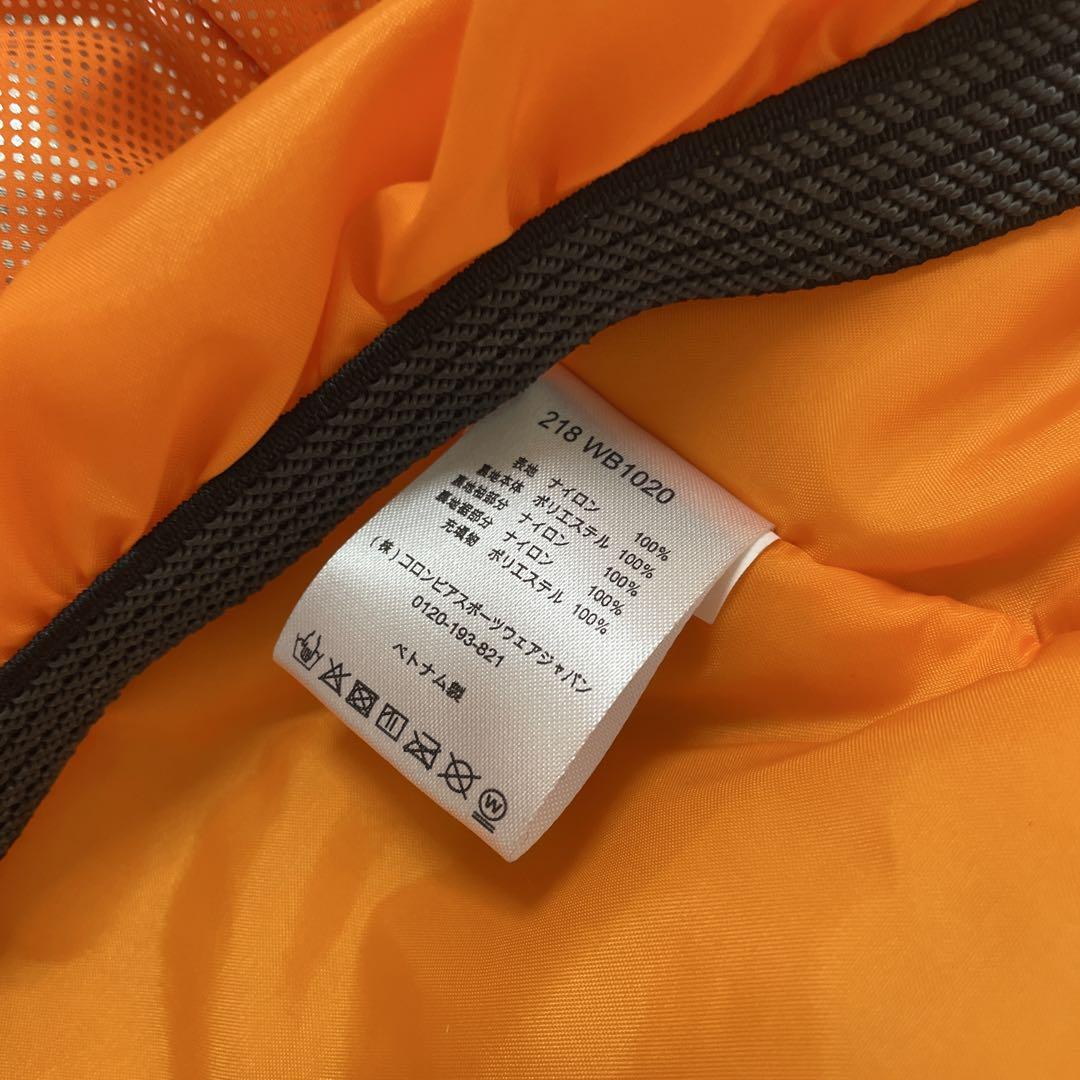 218 WB1020
表地 ナイロン 100%
裏地本体 ポリエステル 100%
裏地袖部分 ナイロン 100%
裏地裾部分 ナイロン 100%
充填物 ポリエステル 100%
(株)コロンビアスポーツウェアジャパン
0120-193-821
ベトナム製
W